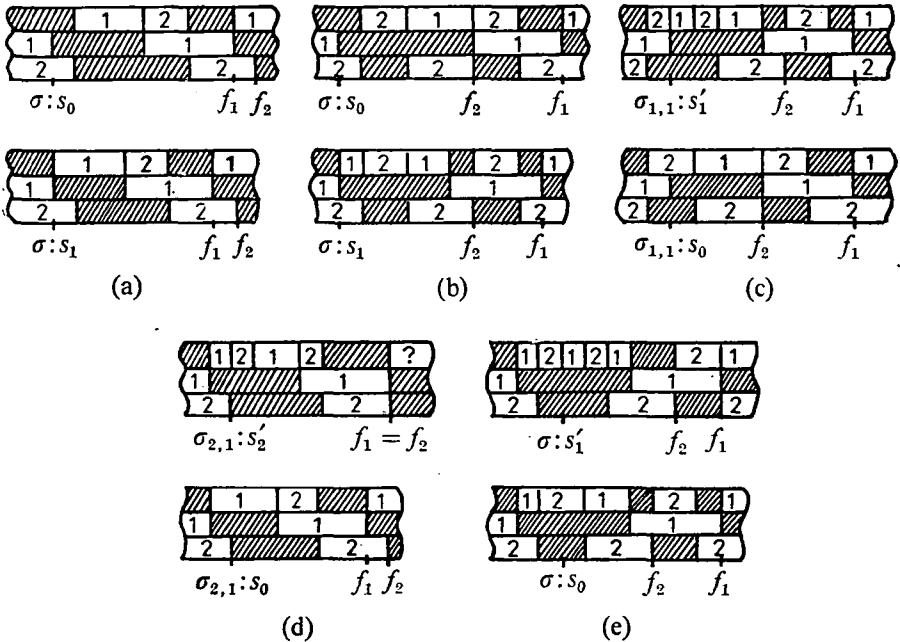 1 2 1 2 1 2 1 2 1 2 1 2 1
1 1 1 1 1 1
2 2 2 2 2 2 2 2
σ:s₀ f₁ f₂ σ:s₀ f₂ f₁ σ₁,₁:s′₁ f₂ f₁
1 2 1 1 2 1 2 1 2 1 2 1
1 1 1 1 1 1
2 2 2 2 2 2 2 2
σ:s₁ f₁ f₂ σ:s₁ f₂ f₁ σ₁,₁:s₀ f₂ f₁
(a) (b) (c)
1 2 1 2 ? 1 2 1 2 1 2 1
1 1 1 1
2 2 2 2 2
σ₂,₁:s′₂ f₁ = f₂ σ:s′₁ f₂ f₁
1 2 1 1 2 1 2 1
1 1 1 1
2 2 2 2 2
σ₂,₁:s₀ f₁ f₂ σ:s₀ f₂ f₁
(d) (e)